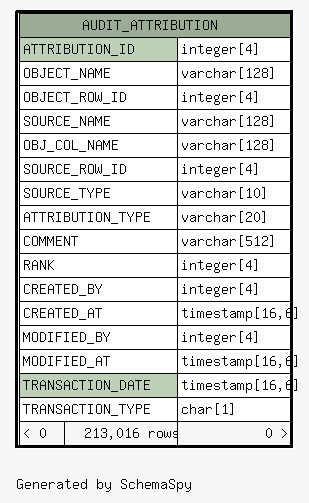 AUDIT_ATTRIBUTION
ATTRIBUTION_ID integer[4]
OBJECT_NAME varchar[128]
OBJECT_ROW_ID integer[4]
SOURCE_NAME varchar[128]
OBJ_COL_NAME varchar[128]
SOURCE_ROW_ID integer[4]
SOURCE_TYPE varchar[10]
ATTRIBUTION_TYPE varchar[20]
COMMENT varchar[512]
RANK integer[4]
CREATED_BY integer[4]
CREATED_AT timestamp[16,6]
MODIFIED_BY integer[4]
MODIFIED_AT timestamp[16,6]
TRANSACTION_DATE timestamp[16,6]
TRANSACTION_TYPE char[1]
< 0 213,016 rows 0 >
Generated by SchemaSpy